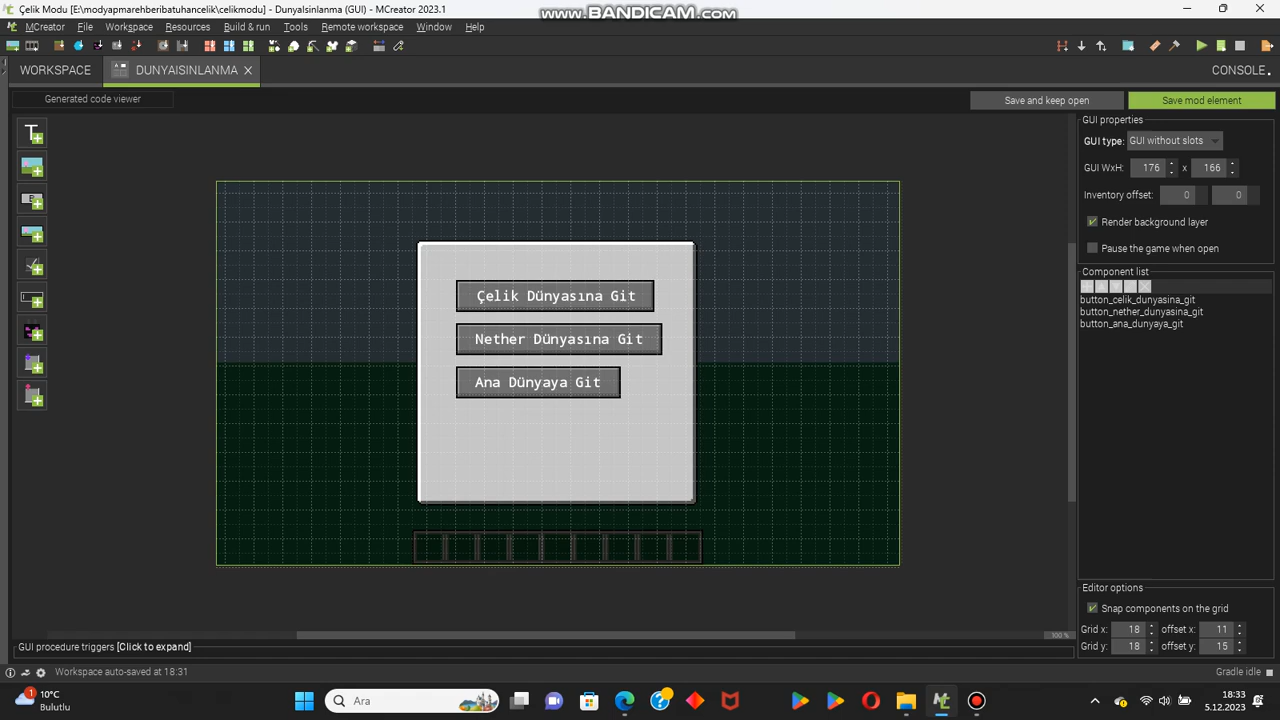 Çelik Modu [E:\modyapmarehberibatuhancelik\celikmodu] - DunyaIsinlanma (GUI) - MCreator 2023.1
www.BANDICAM.com
MCreator File Workspace Resources Build & run Tools Remote workspace Window Help
WORKSPACE DUNYAISINLANMA CONSOLE
Generated code viewer
Save and keep open
Save mod element
GUI properties
GUI type: GUI without slots
GUI WxH: 176 x 166
Inventory offset: 0 0
Render background layer
Pause the game when open
Component list
button_celik_dunyasina_git
button_nether_dunyasina_git
button_ana_dunyaya_git
Çelik Dünyasına Git
Nether Dünyasına Git
Ana Dünyaya Git
Editor options
Snap components on the grid
Grid x: 18 offset x: 11
Grid y: 18 offset y: 15
100 %
GUI procedure triggers [Click to expand]
Workspace auto-saved at 18:31
Gradle idle
1
10°C
Bulutlu
Ara
18:33
5.12.2023